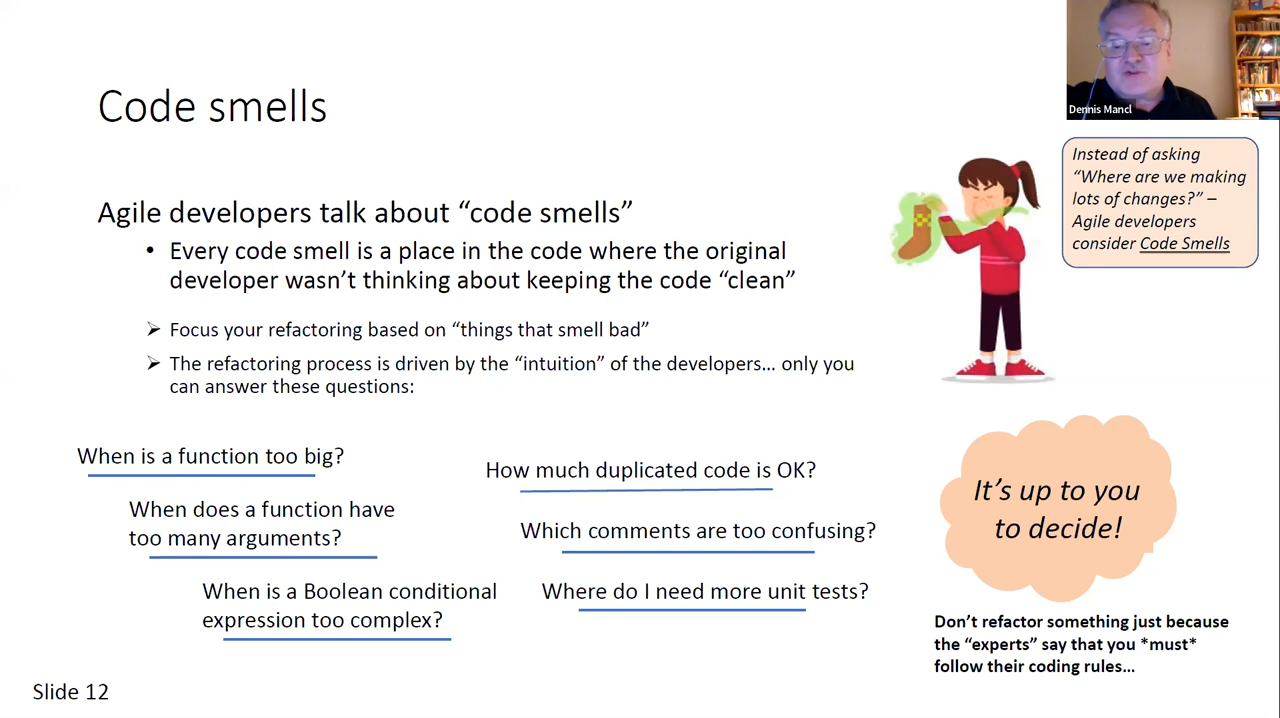 Code smells
Dennis Mancl
Instead of asking
“Where are we making
lots of changes?” –
Agile developers
consider Code Smells
Agile developers talk about “code smells”
• Every code smell is a place in the code where the original
developer wasn’t thinking about keeping the code “clean”
➢ Focus your refactoring based on “things that smell bad”
➢ The refactoring process is driven by the “intuition” of the developers… only you
can answer these questions:
When is a function too big?
When does a function have
too many arguments?
When is a Boolean conditional
expression too complex?
How much duplicated code is OK?
Which comments are too confusing?
Where do I need more unit tests?
It’s up to you
to decide!
Don’t refactor something just because
the “experts” say that you *must*
follow their coding rules…
Slide 12